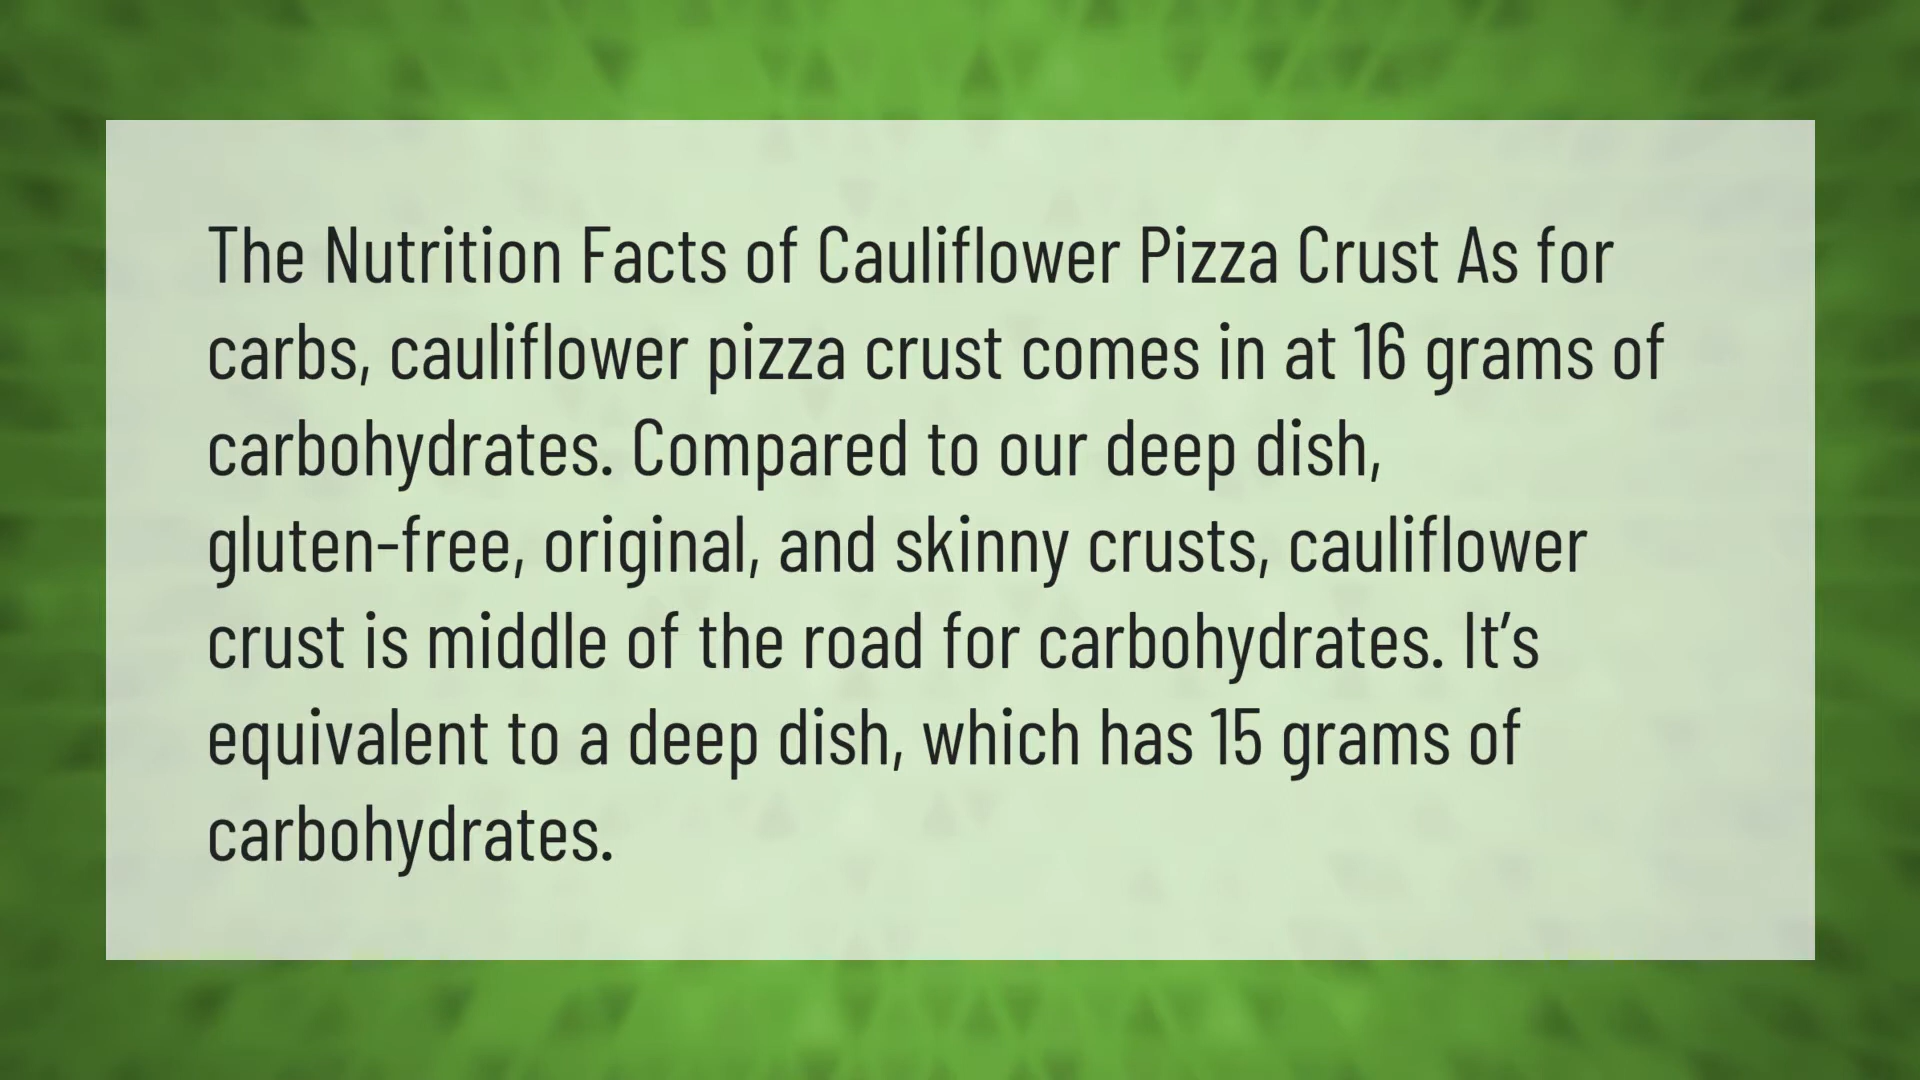 The Nutrition Facts of Cauliflower Pizza Crust As for
carbs, cauliflower pizza crust comes in at 16 grams of
carbohydrates. Compared to our deep dish,
gluten-free, original, and skinny crusts, cauliflower
crust is middle of the road for carbohydrates. It’s
equivalent to a deep dish, which has 15 grams of
carbohydrates.